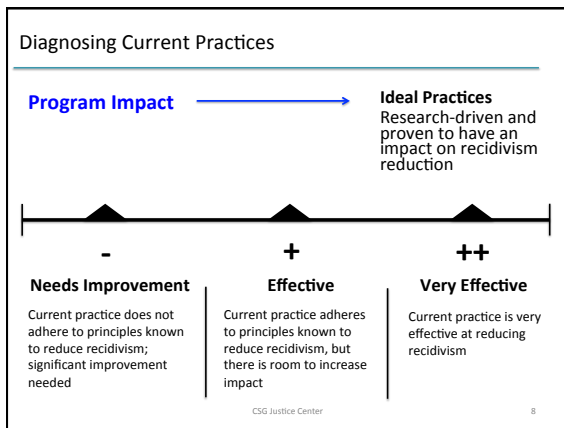 Diagnosing Current Practices
Program Impact
Ideal Practices
Research-driven and
proven to have an
impact on recidivism
reduction
-
+
++
Needs Improvement
Effective
Very Effective
Current practice does not
adhere to principles known
to reduce recidivism;
significant improvement
needed
Current practice adheres
to principles known to
reduce recidivism, but
there is room to increase
impact
Current practice is very
effective at reducing
recidivism
CSG Justice Center
8